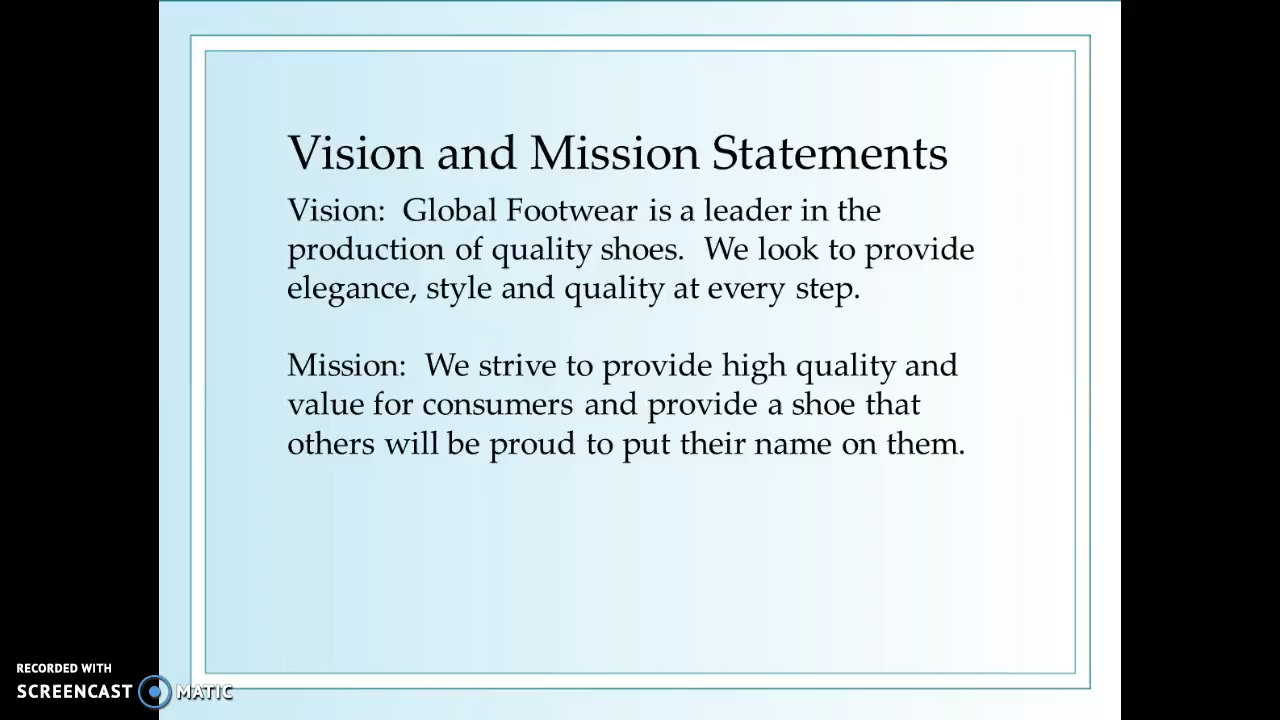 Vision and Mission Statements
Vision:  Global Footwear is a leader in the
production of quality shoes.  We look to provide
elegance, style and quality at every step.
Mission:  We strive to provide high quality and
value for consumers and provide a shoe that
others will be proud to put their name on them.
RECORDED WITH
SCREENCAST MATIC